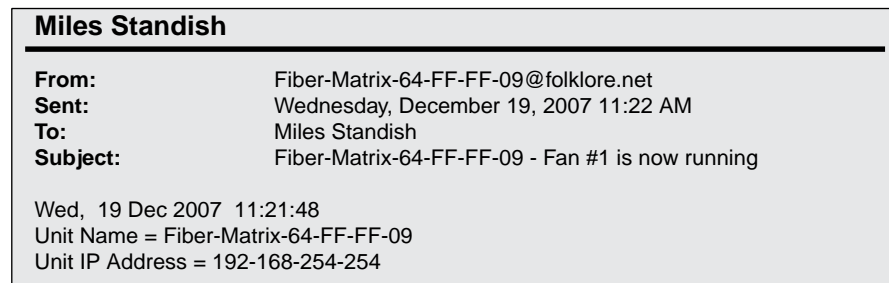 Miles Standish
From: Fiber-Matrix-64-FF-FF-09@folklore.net
Sent: Wednesday, December 19, 2007 11:22 AM
To: Miles Standish
Subject: Fiber-Matrix-64-FF-FF-09 - Fan #1 is now running
Wed, 19 Dec 2007 11:21:48
Unit Name = Fiber-Matrix-64-FF-FF-09
Unit IP Address = 192-168-254-254